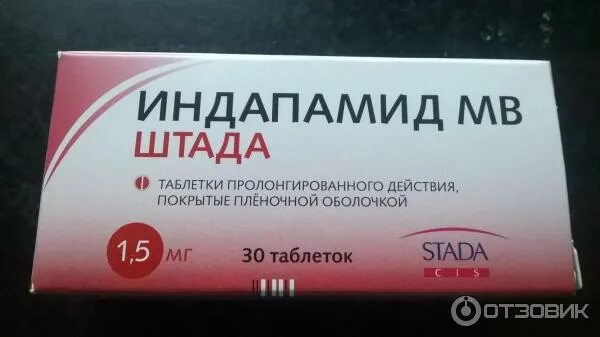 ИНДАПАМИД МВ
ШТАДА
ТАБЛЕТКИ ПРОЛОНГИРОВАННОГО ДЕЙСТВИЯ,
ПОКРЫТЫЕ ПЛЁНОЧНОЙ ОБОЛОЧКОЙ
1,5 МГ
30 таблеток
STADA
CIS
ОТЗОВИК